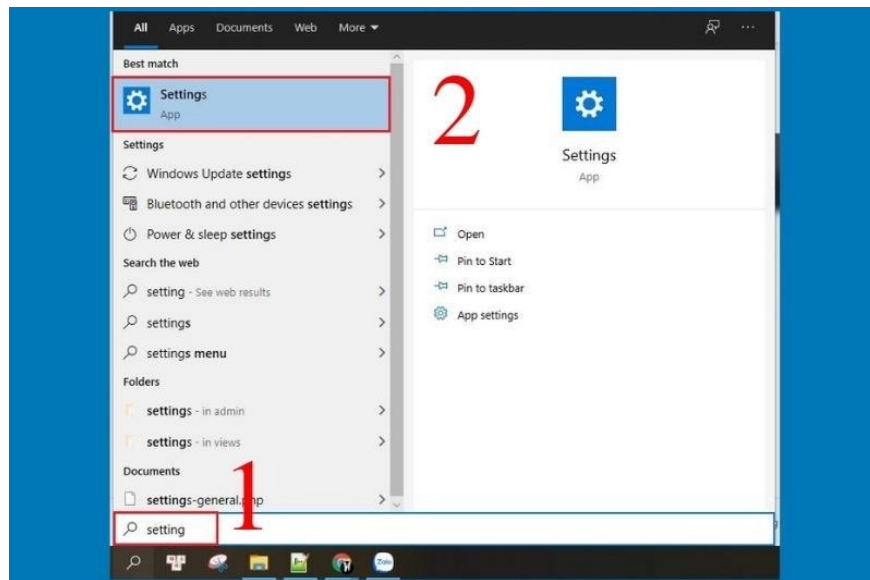 All Apps Documents Web More
Best match
Settings
App
Settings
Windows Update settings
Bluetooth and other devices settings
Power & sleep settings
Search the web
setting - See web results
settings
settings menu
Folders
settings - in admin
settings - in views
Documents
settings-general.php
setting
1
2
Settings
App
Open
Pin to Start
Pin to taskbar
App settings
Zalo